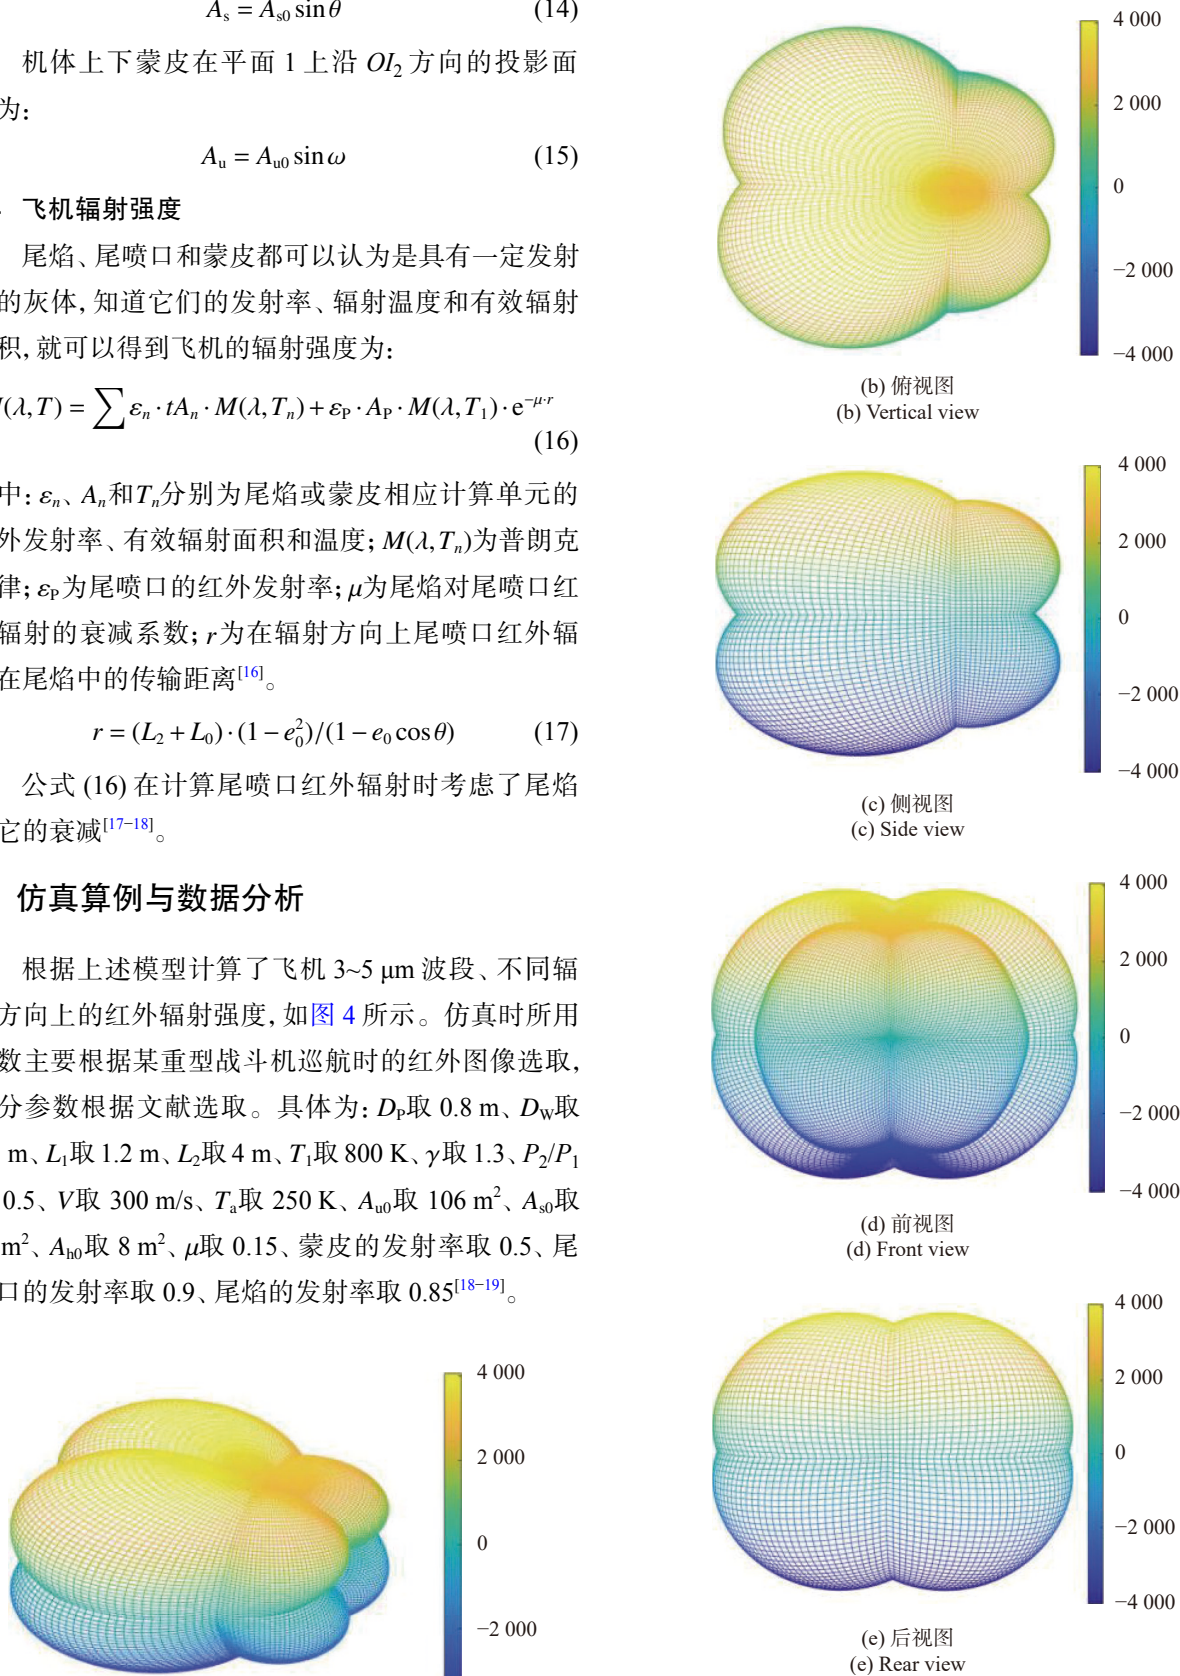 A_s = A_{s0} sin θ (14)
机体上下蒙皮在平面 1 上沿 OI_2 方向的投影面
为:
A_u = A_{u0} sin ω (15)
飞机辐射强度
尾焰、尾喷口和蒙皮都可以认为是具有一定发射
的灰体, 知道它们的发射率、辐射温度和有效辐射
积, 就可以得到飞机的辐射强度为:
(λ, T) = ∑ ε_n · tA_n · M(λ, T_n) + ε_P · A_P · M(λ, T_1) · e^{−μ·r}
(16)
中: ε_n、A_n和T_n分别为尾焰或蒙皮相应计算单元的
外发射率、有效辐射面积和温度; M(λ, T_n)为普朗克
律; ε_P为尾喷口的红外发射率; μ为尾焰对尾喷口红
辐射的衰减系数; r为在辐射方向上尾喷口红外辐
在尾焰中的传输距离[16]。
r = (L_2 + L_0) · (1 − e_0^2)/(1 − e_0 cos θ) (17)
公式 (16) 在计算尾喷口红外辐射时考虑了尾焰
它的衰减[17−18]。
仿真算例与数据分析
根据上述模型计算了飞机 3~5 μm 波段、不同辐
方向上的红外辐射强度, 如图 4 所示。仿真时所用
数主要根据某重型战斗机巡航时的红外图像选取,
分参数根据文献选取。具体为: D_P取 0.8 m、D_W取
m、L_1取 1.2 m、L_2取 4 m、T_1取 800 K、γ取 1.3、P_2/P_1
0.5、V取 300 m/s、T_a取 250 K、A_{u0}取 106 m^2、A_{s0}取
m^2、A_{h0}取 8 m^2、μ取 0.15、蒙皮的发射率取 0.5、尾
口的发射率取 0.9、尾焰的发射率取 0.85[18−19]。
4 000
2 000
0
−2 000
4 000
2 000
0
−2 000
−4 000
(b) 俯视图
(b) Vertical view
4 000
2 000
0
−2 000
−4 000
(c) 侧视图
(c) Side view
4 000
2 000
0
−2 000
−4 000
(d) 前视图
(d) Front view
4 000
2 000
0
−2 000
−4 000
(e) 后视图
(e) Rear view